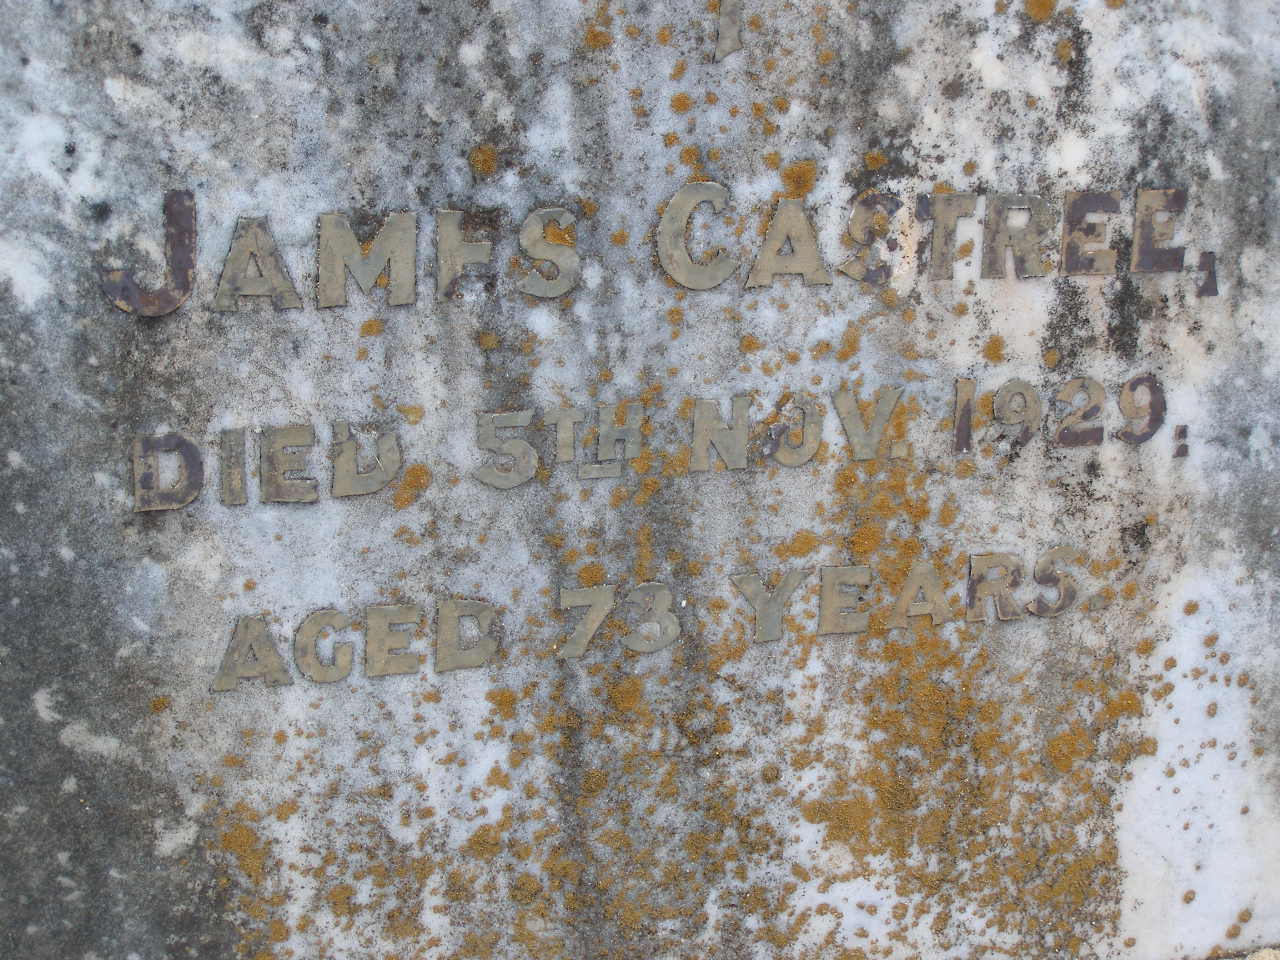 JAMES CASTREE,
DIED 5TH NOV. 1929.
AGED 73 YEARS